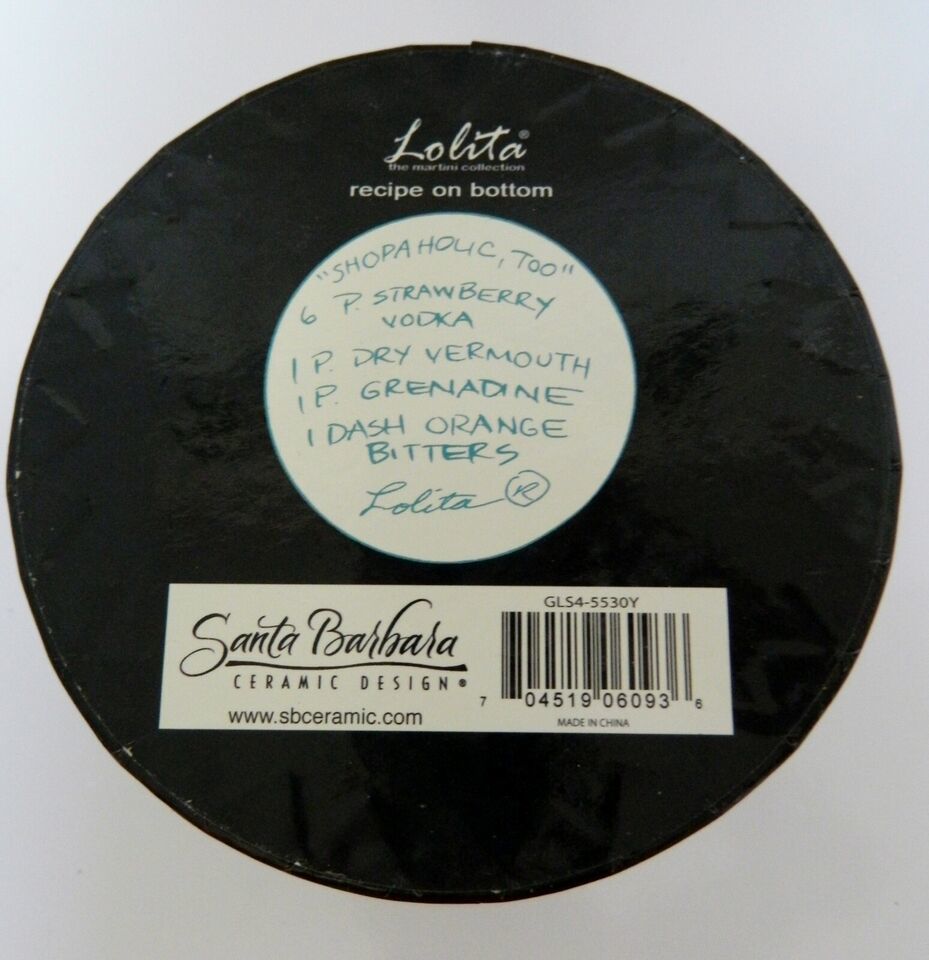 Lolita®
the martini collection
recipe on bottom
"SHOPAHOLIC, TOO"
6 P. STRAWBERRY
VODKA
1 P. DRY VERMOUTH
1 P. GRENADINE
1 DASH ORANGE
BITTERS
Lolita ®
Santa Barbara
CERAMIC DESIGN®
www.sbceramic.com
GLS4-5530Y
7 04519 06093 6
MADE IN CHINA